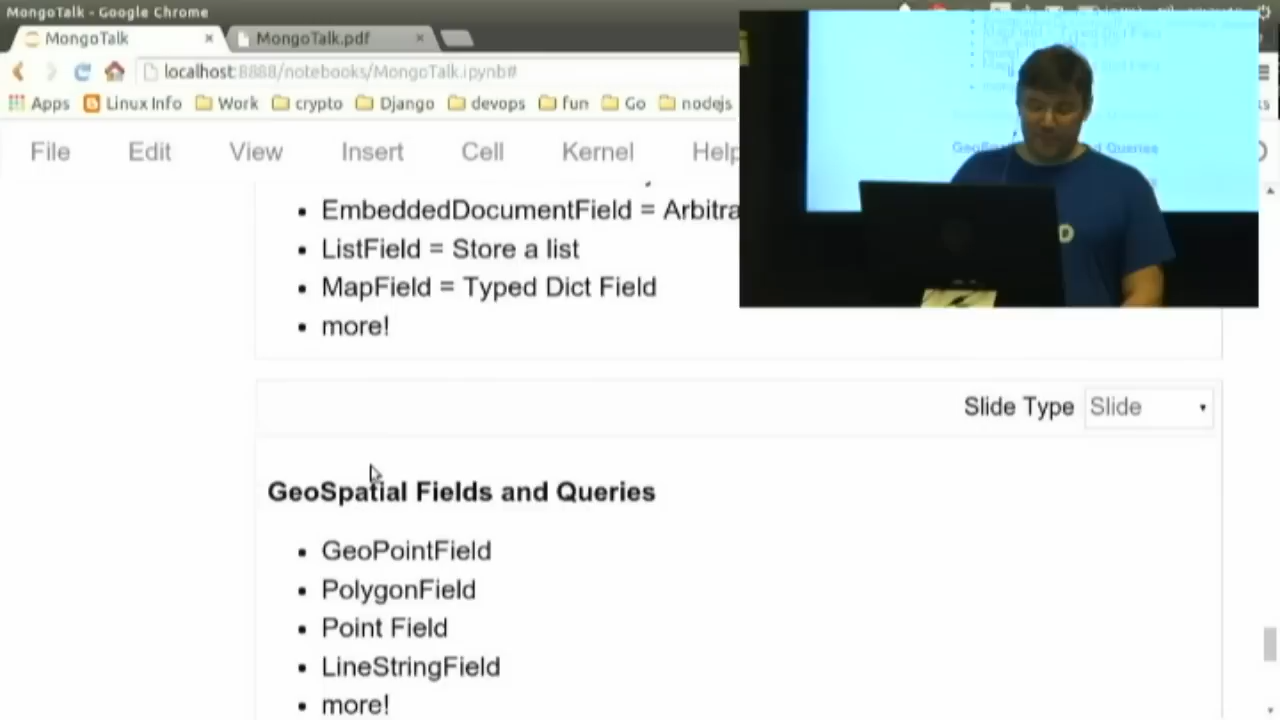 MongoTalk - Google Chrome
MongoTalk × MongoTalk.pdf ×
localhost:8888/notebooks/MongoTalk.ipynb#
Apps Linux Info Work crypto Django devops fun Go nodejs
File Edit View Insert Cell Kernel Help
• EmbeddedDocumentField = Arbitra
• ListField = Store a list
• MapField = Typed Dict Field
• more!
Slide Type Slide
GeoSpatial Fields and Queries
• GeoPointField
• PolygonField
• Point Field
• LineStringField
• more!